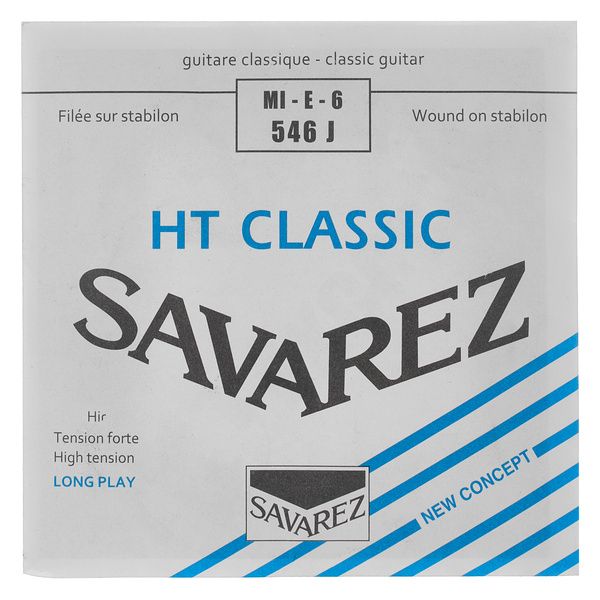 guitare classique - classic guitar
MI - E - 6
546 J
Filée sur stabilon
Wound on stabilon
HT CLASSIC
SAVAREZ
Hir
Tension forte
High tension
LONG PLAY
SAVAREZ
NEW CONCEPT